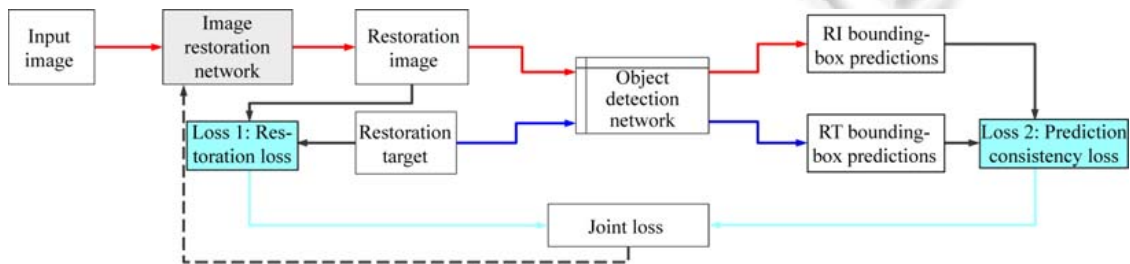 Input
image
Image
restoration
network
Restoration
image
RI bounding-
box predictions
Object
detection
network
Loss 1: Res-
toration loss
Restoration
target
RT bounding-
box predictions
Loss 2: Prediction
consistency loss
Joint loss